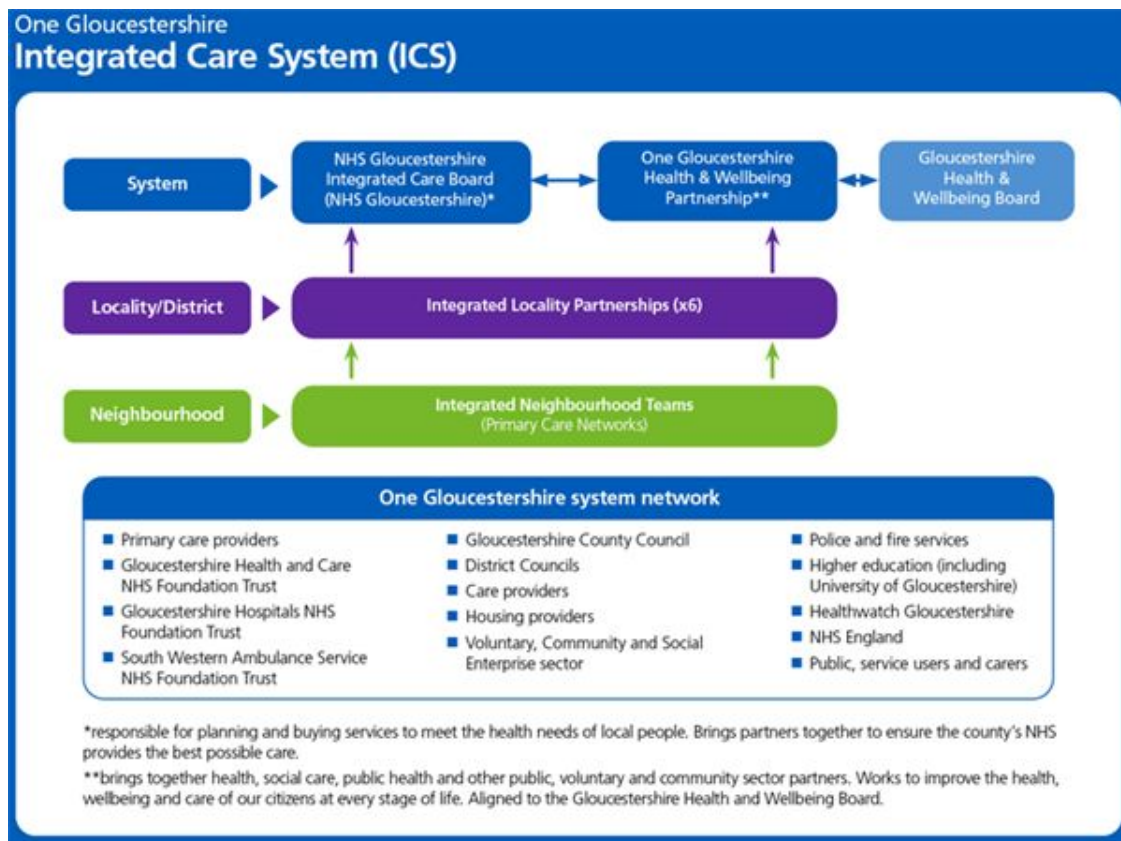 One Gloucestershire
Integrated Care System (ICS)
System
NHS Gloucestershire
Integrated Care Board
(NHS Gloucestershire)*
One Gloucestershire
Health & Wellbeing
Partnership**
Gloucestershire
Health &
Wellbeing Board
Locality/District
Integrated Locality Partnerships (x6)
Neighbourhood
Integrated Neighbourhood Teams
(Primary Care Networks)
One Gloucestershire system network
■ Primary care providers
■ Gloucestershire Health and Care
NHS Foundation Trust
■ Gloucestershire Hospitals NHS
Foundation Trust
■ South Western Ambulance Service
NHS Foundation Trust
■ Gloucestershire County Council
■ District Councils
■ Care providers
■ Housing providers
■ Voluntary, Community and Social
Enterprise sector
■ Police and fire services
■ Higher education (including
University of Gloucestershire)
■ Healthwatch Gloucestershire
■ NHS England
■ Public, service users and carers
*responsible for planning and buying services to meet the health needs of local people. Brings partners together to ensure the county's NHS
provides the best possible care.
**brings together health, social care, public health and other public, voluntary and community sector partners. Works to improve the health,
wellbeing and care of our citizens at every stage of life. Aligned to the Gloucestershire Health and Wellbeing Board.